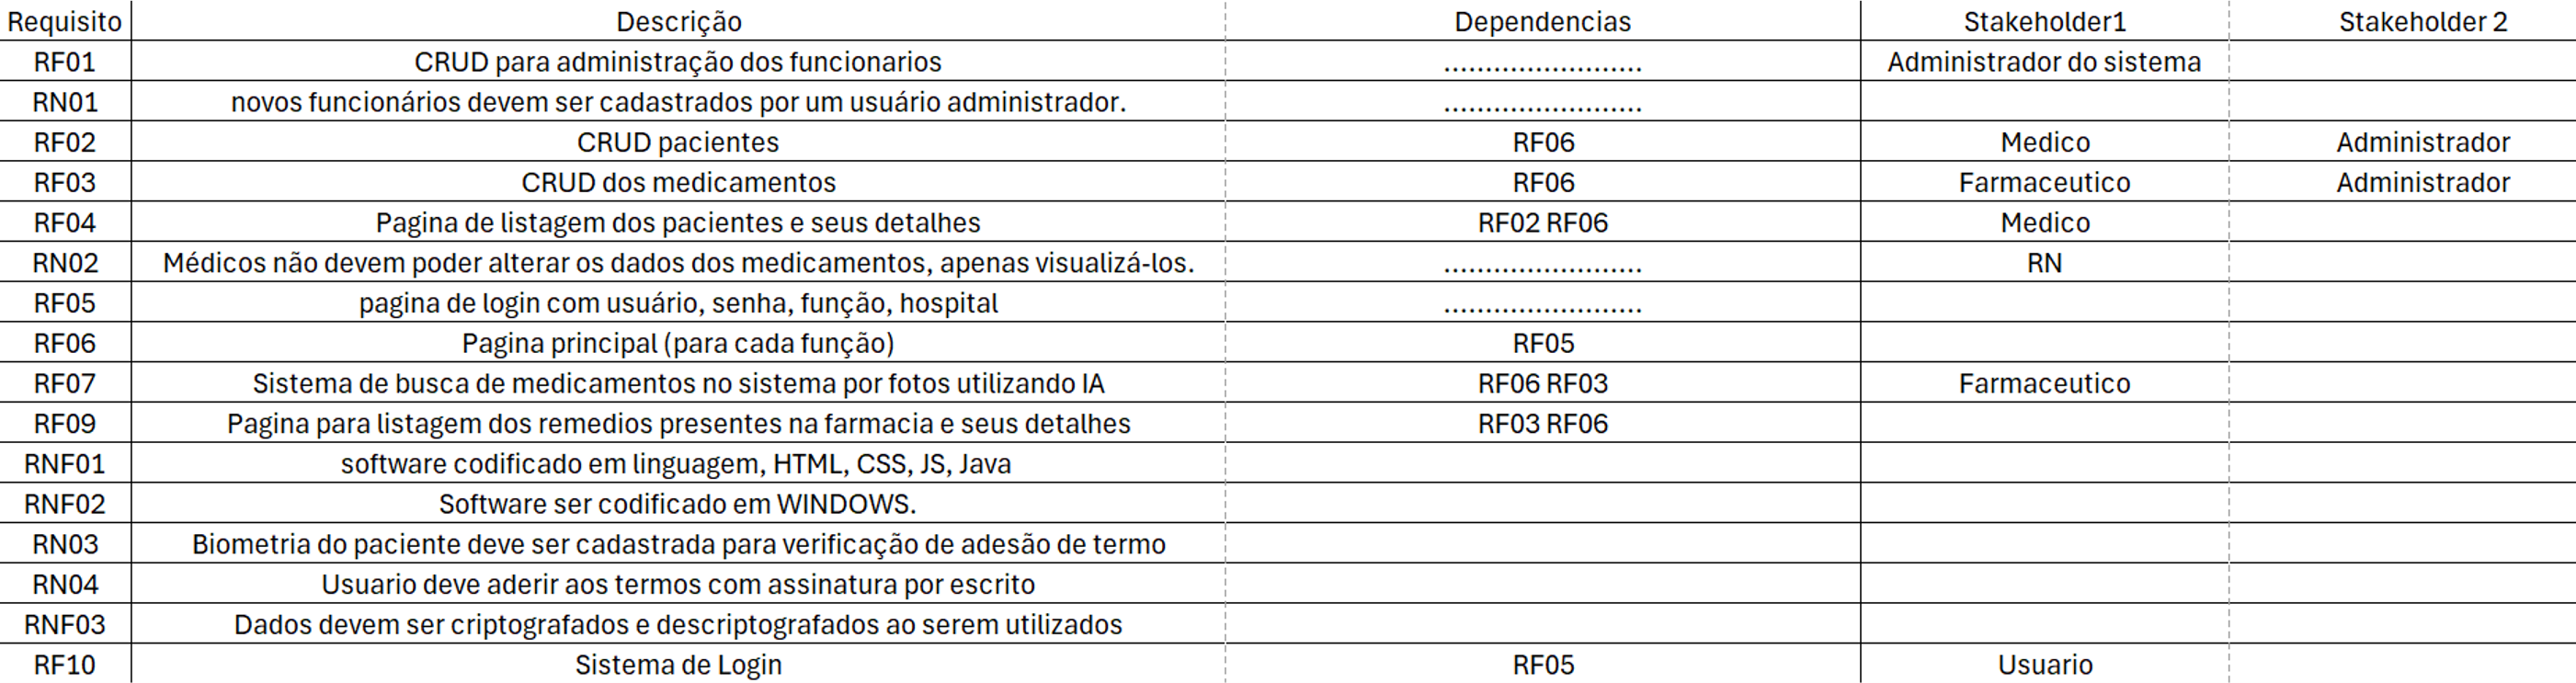 Requisito Descrição Dependencias Stakeholder1 Stakeholder 2
RF01 CRUD para administração dos funcionarios ........................ Administrador do sistema
RN01 novos funcionários devem ser cadastrados por um usuário administrador. ........................
RF02 CRUD pacientes RF06 Medico Administrador
RF03 CRUD dos medicamentos RF06 Farmaceutico Administrador
RF04 Pagina de listagem dos pacientes e seus detalhes RF02 RF06 Medico
RN02 Médicos não devem poder alterar os dados dos medicamentos, apenas visualizá-los. ........................ RN
RF05 pagina de login com usuário, senha, função, hospital ........................
RF06 Pagina principal (para cada função) RF05
RF07 Sistema de busca de medicamentos no sistema por fotos utilizando IA RF06 RF03 Farmaceutico
RF09 Pagina para listagem dos remedios presentes na farmacia e seus detalhes RF03 RF06
RNF01 software codificado em linguagem, HTML, CSS, JS, Java
RNF02 Software ser codificado em WINDOWS.
RN03 Biometria do paciente deve ser cadastrada para verificação de adesão de termo
RN04 Usuario deve aderir aos termos com assinatura por escrito
RNF03 Dados devem ser criptografados e descriptografados ao serem utilizados
RF10 Sistema de Login RF05 Usuario